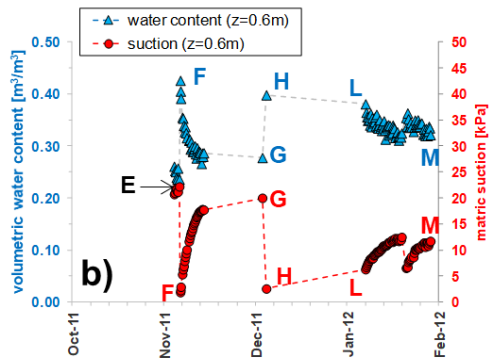 water content (z=0.6m)
suction (z=0.6m)
volumetric water content [m³/m³]
0.50
0.40
0.30
0.20
0.10
0.00
50
45
40
35
30
25
20
15
10
5
0
matric suction [kPa]
F
H
L
E
G
M
G
M
b)
F
H
L
Oct-11
Nov-11
Dec-11
Jan-12
Feb-12